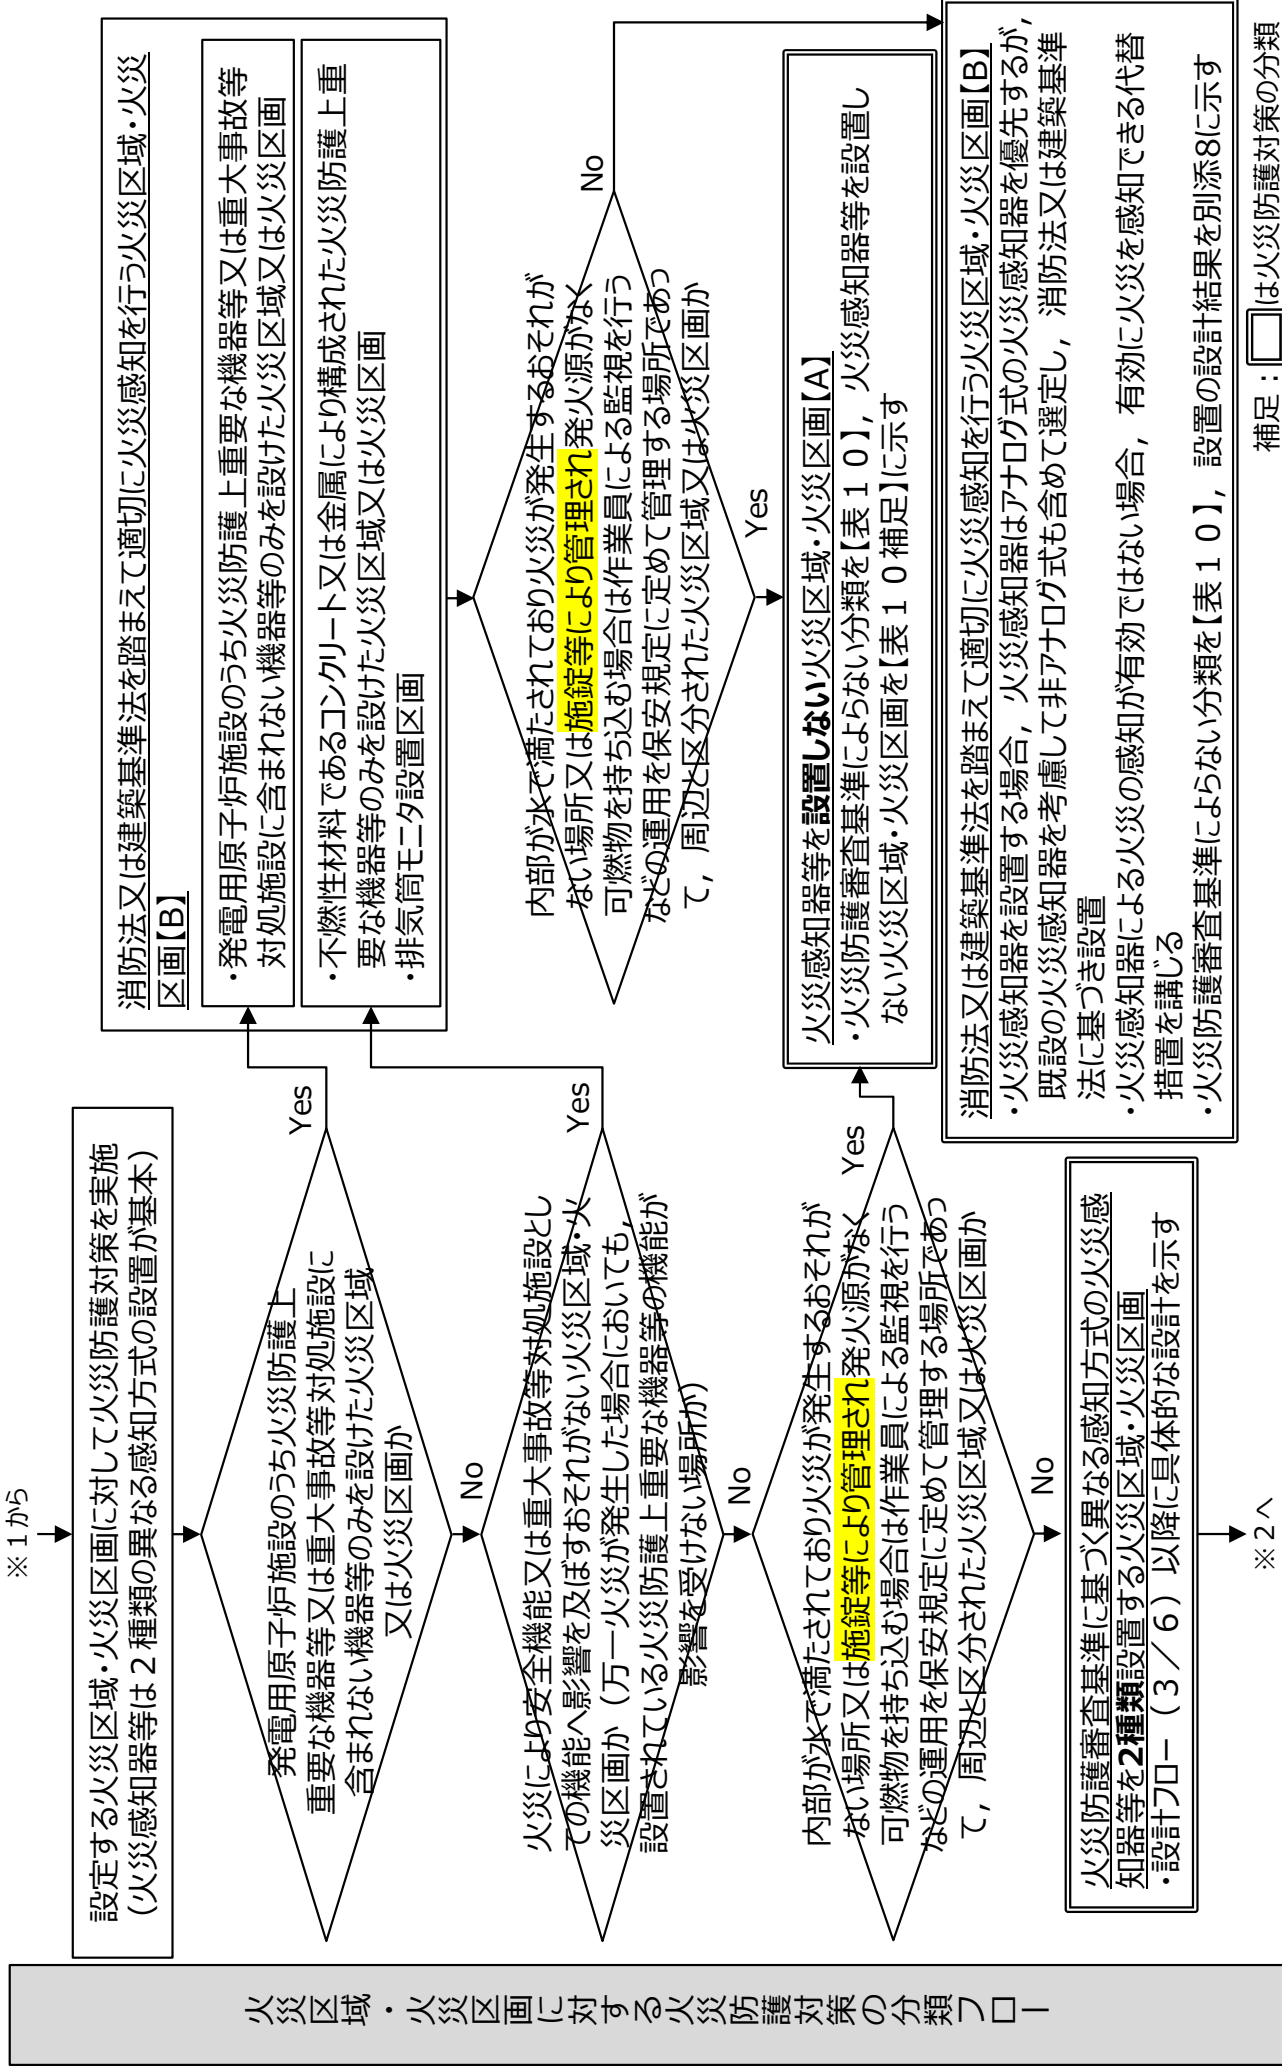 火災区域・火災区画に対する火災防護対策の分類フロー
※1から
設定する火災区域・火災区画に対して火災防護対策を実施
（火災感知器等は２種類の異なる感知方式の設置が基本）
発電用原子炉施設のうち火災防護上
重要な機器等又は重大事故等対処施設に
含まれない機器等のみを設けた火災区域
又は火災区画か
Yes
No
火災により安全機能又は重大事故等対処施設とし
ての機能へ影響を及ぼすおそれがない火災区域・火
災区画か（万一火災が発生した場合においても，
設置されている火災防護上重要な機器等の機能が
影響を受けない場所か）
Yes
No
内部が水で満たされており火災が発生するおそれが
ない場所又は施錠等により管理され発火源がなく
可燃物を持ち込む場合は作業員による監視を行う
などの運用を保安規定に定めて管理する場所であっ
て，周辺と区分された火災区域又は火災区画か
Yes
No
火災防護審査基準に基づく異なる感知方式の火災感
知器等を2種類設置する火災区域・火災区画
・設計フロー（３／６）以降に具体的な設計を示す
※２へ
消防法又は建築基準法を踏まえて適切に火災感知を行う火災区域・火災
区画【B】
・発電用原子炉施設のうち火災防護上重要な機器等又は重大事故等
対処施設に含まれない機器等のみを設けた火災区域又は火災区画
・不燃性材料であるコンクリート又は金属により構成された火災防護上重
要な機器等のみを設けた火災区域又は火災区画
・排気筒モニタ設置区画
内部が水で満たされており火災が発生するおそれが
ない場所又は施錠等により管理され発火源がなく
可燃物を持ち込む場合は作業員による監視を行う
などの運用を保安規定に定めて管理する場所であっ
て，周辺と区分された火災区域又は火災区画か
No
Yes
火災感知器等を設置しない火災区域・火災区画【A】
・火災防護審査基準によらない分類を【表１０】，火災感知器等を設置し
ない火災区域・火災区画を【表１０補足】に示す
消防法又は建築基準法を踏まえて適切に火災感知を行う火災区域・火災区画【B】
・火災感知器を設置する場合，火災感知器はアナログ式の火災感知器を優先するが，
既設の火災感知器を考慮して非アナログ式も含めて選定し，消防法又は建築基準
法に基づき設置
・火災感知器による火災の感知が有効ではない場合，有効に火災を感知できる代替
措置を講じる
・火災防護審査基準によらない分類を【表１０】，設置の設計結果を別添8に示す
補足：　は火災防護対策の分類